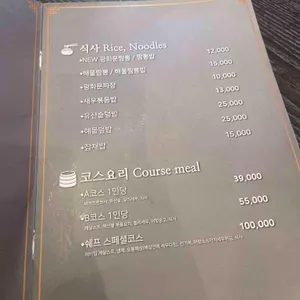 식사 Rice, Noodles
•NEW 광화문짬뽕 / 짬뽕밥 12,000
•해물짬뽕 / 해물짬뽕밥 15,000
•광화문짜장 10,000
•새우볶음밥 13,000
•유산슬덮밥 25,000
•해물덮밥 25,000
•잡채밥 15,000
코스요리 Course meal
•A코스 1인당 39,000
•B코스 1인당 55,000
•쉐프 스페셜코스 100,000